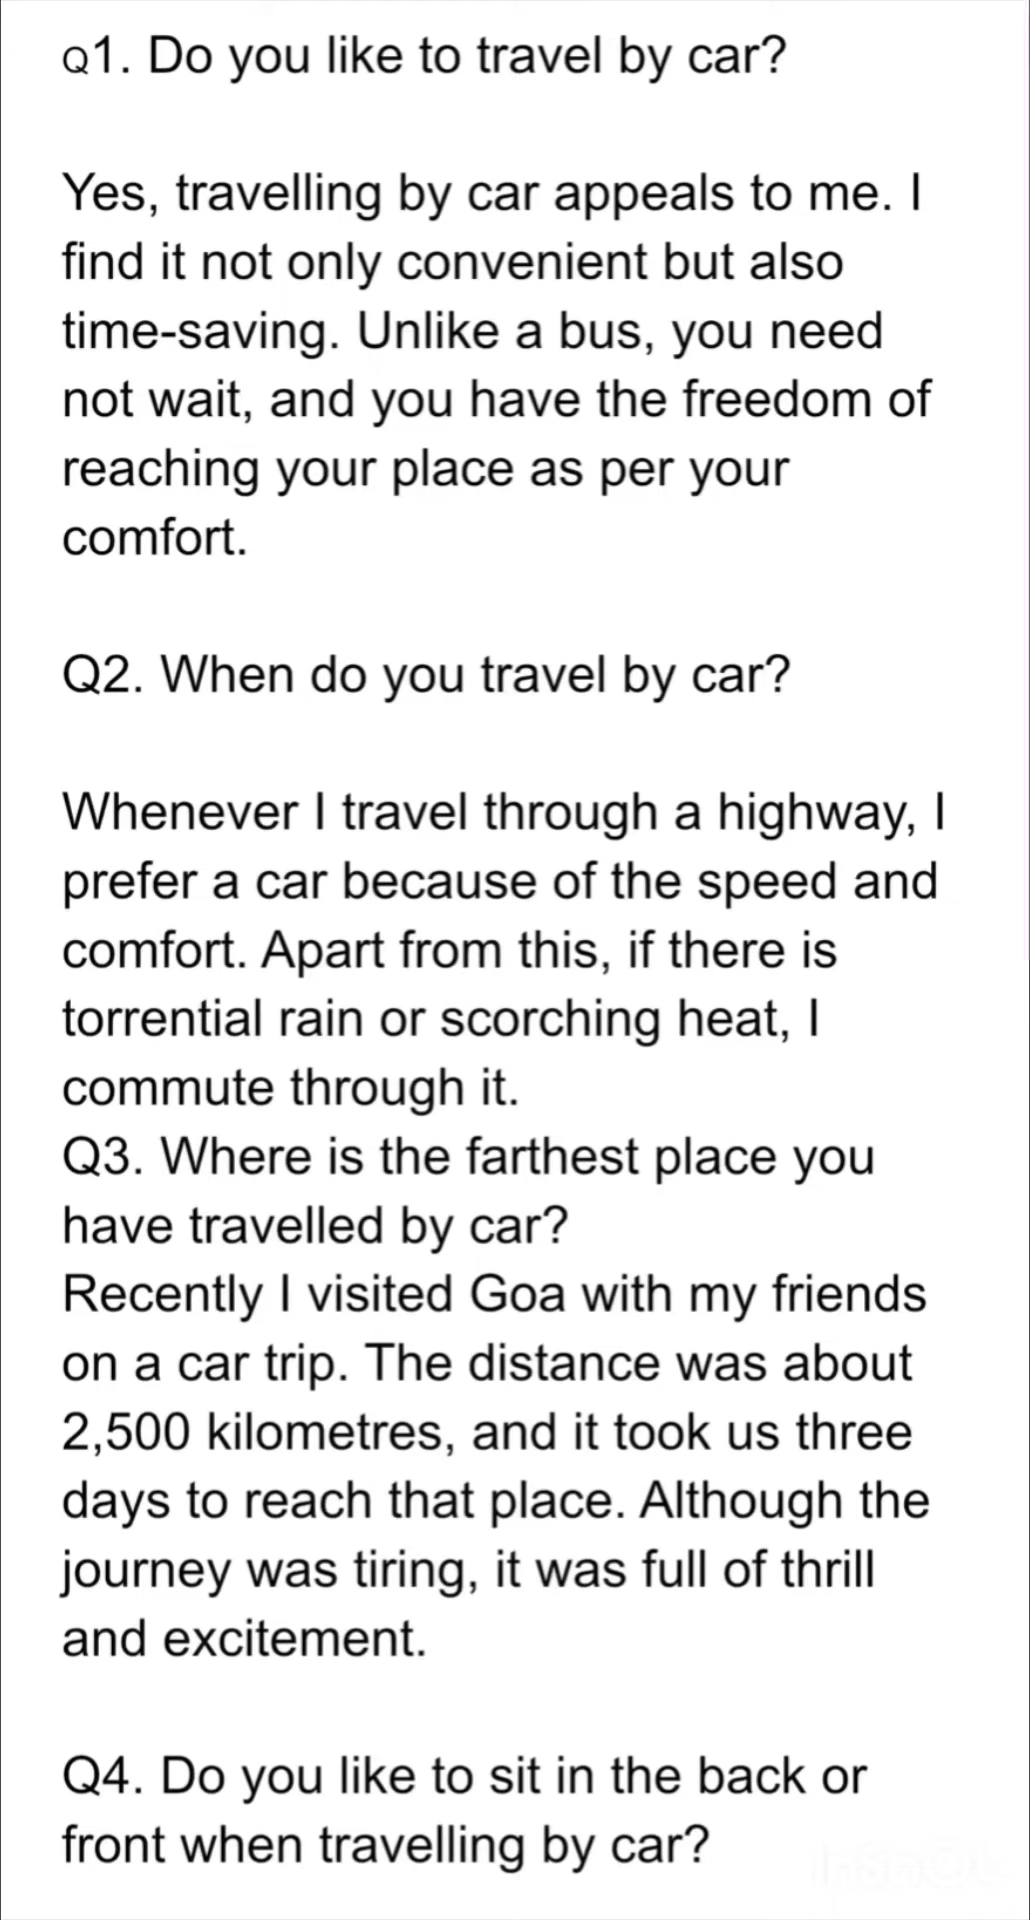 Q1. Do you like to travel by car?
Yes, travelling by car appeals to me. I
find it not only convenient but also
time-saving. Unlike a bus, you need
not wait, and you have the freedom of
reaching your place as per your
comfort.
Q2. When do you travel by car?
Whenever I travel through a highway, I
prefer a car because of the speed and
comfort. Apart from this, if there is
torrential rain or scorching heat, I
commute through it.
Q3. Where is the farthest place you
have travelled by car?
Recently I visited Goa with my friends
on a car trip. The distance was about
2,500 kilometres, and it took us three
days to reach that place. Although the
journey was tiring, it was full of thrill
and excitement.
Q4. Do you like to sit in the back or
front when travelling by car?